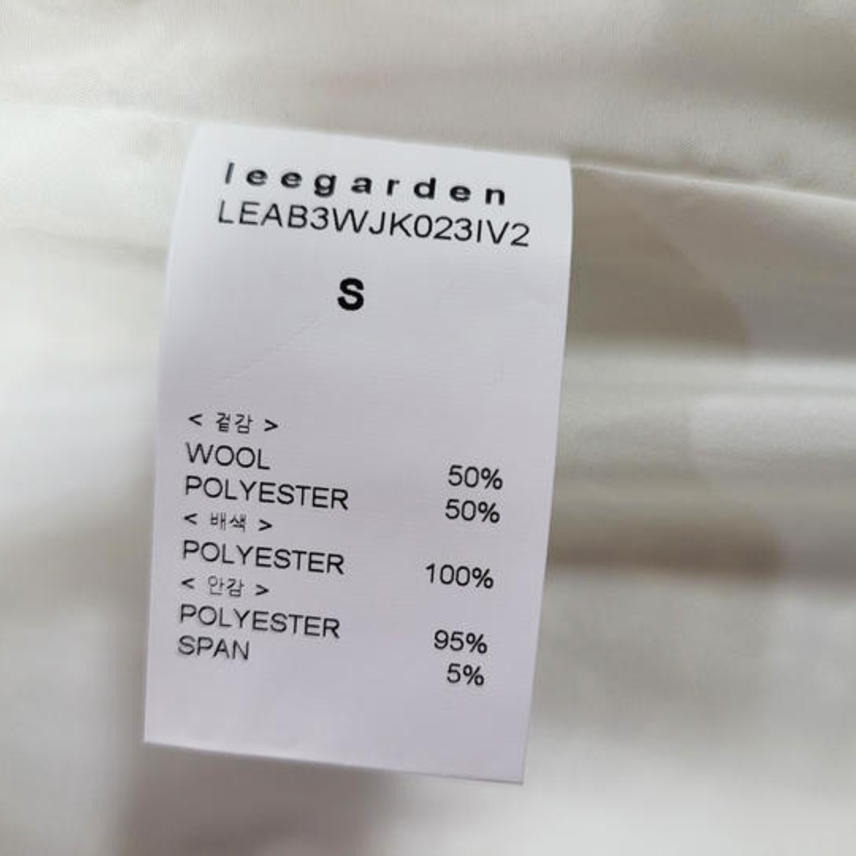 leegarden
LEAB3WJK023IV2
S
< 겉감 >
WOOL 50%
POLYESTER 50%
< 배색 >
POLYESTER 100%
< 안감 >
POLYESTER 95%
SPAN 5%